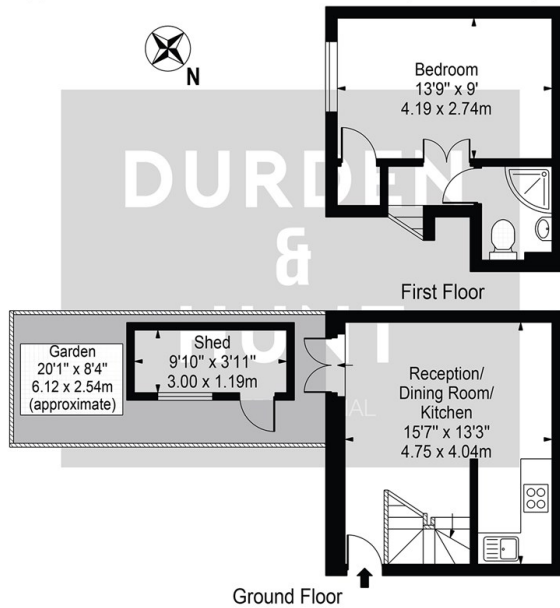 N
Bedroom
13'9" x 9'
4.19 x 2.74m
DURDEN
&
HUNT
First Floor
Garden
20'1" x 8'4"
6.12 x 2.54m
(approximate)
Shed
9'10" x 3'11"
3.00 x 1.19m
Reception/
Dining Room/
Kitchen
15'7" x 13'3"
4.75 x 4.04m
Ground Floor